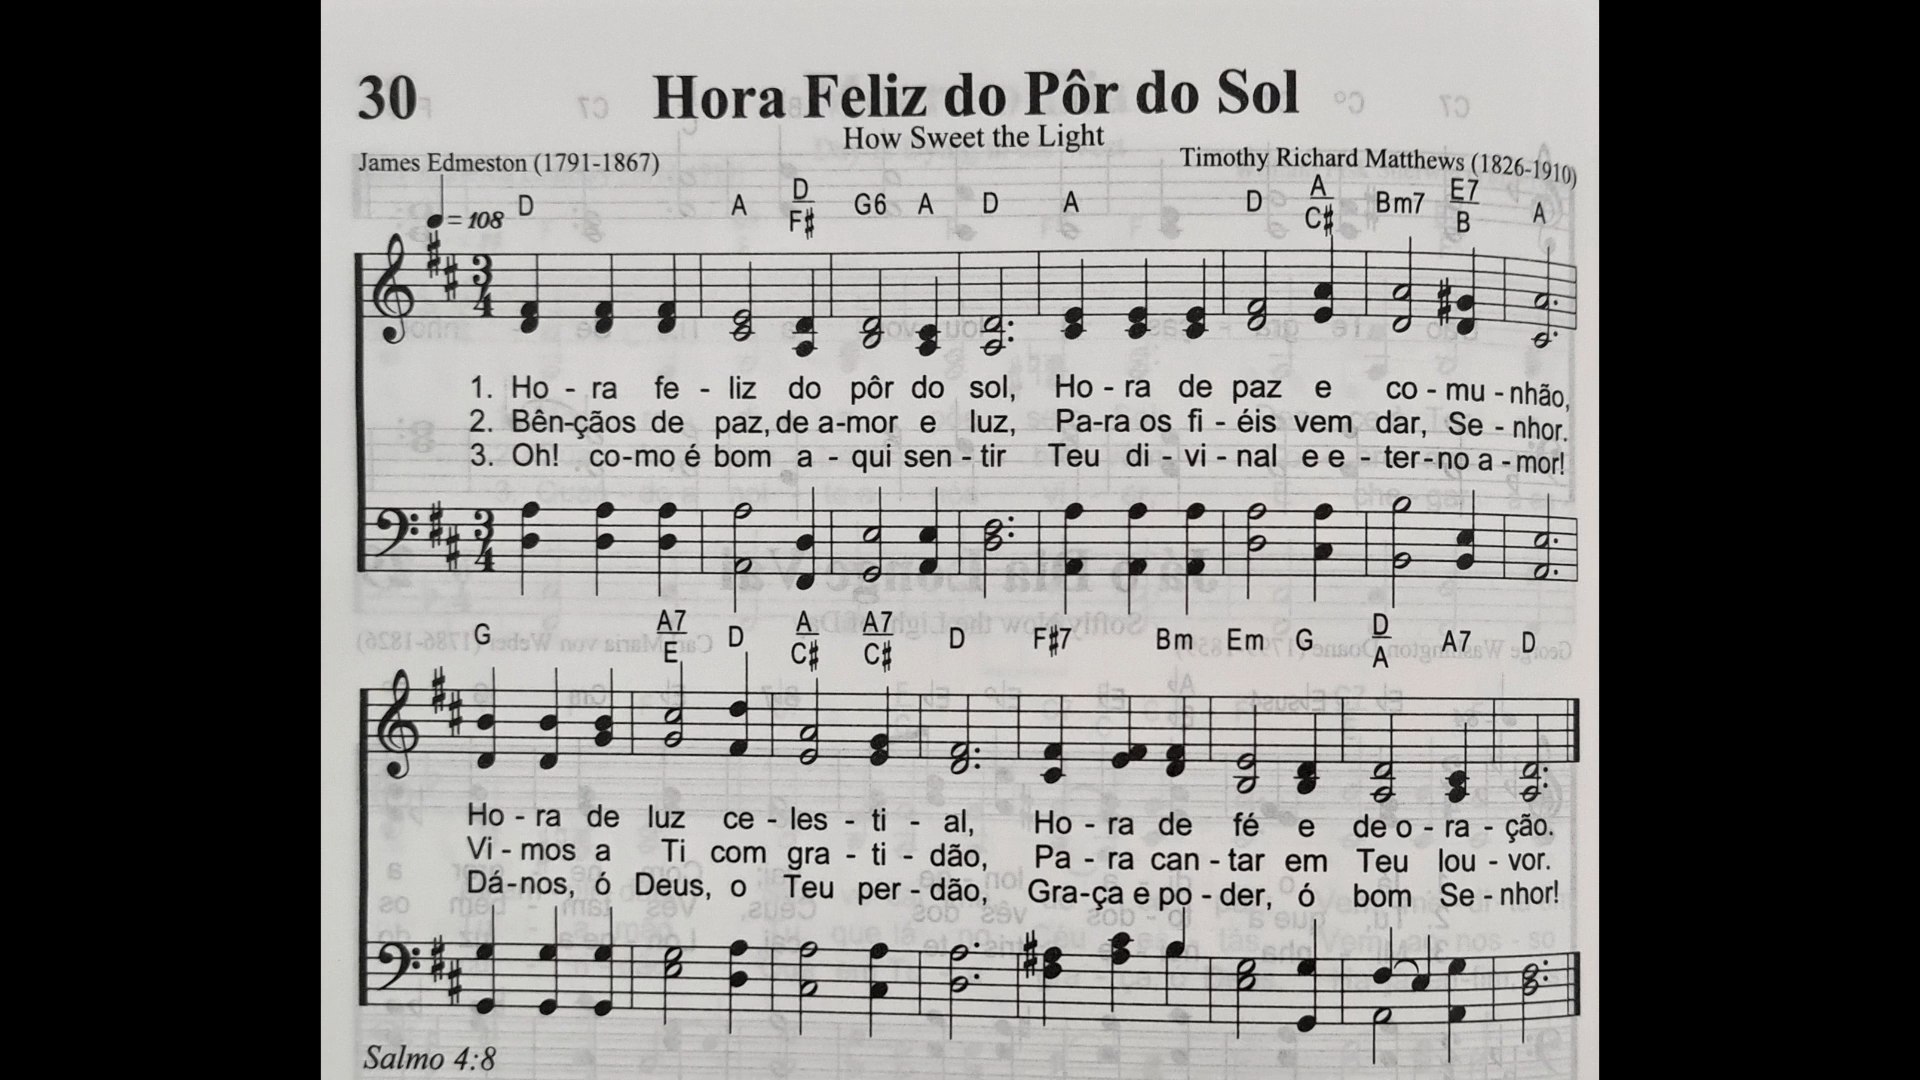 30 Hora Feliz do Pôr do Sol
How Sweet the Light
James Edmeston (1791-1867) Timothy Richard Matthews (1826-1910)
♩=108 D A D/F♯ G6 A D A D A/C♯ Bm7 E7/B A
3/4
1. Ho - ra fe - liz do pôr do sol, Ho - ra de paz e co - mu - nhão,
2. Bên-çãos de paz, de a-mor e luz, Pa-ra os fi - éis vem dar, Se - nhor.
3. Oh! co-mo é bom a - qui sen - tir Teu di - vi - nal e e - ter-no a - mor!
3/4
G A7/E D A/C♯ A7/C♯ D F♯7 Bm Em G D/A A7 D
Ho - ra de luz ce - les - ti - al, Ho - ra de fé e de o - ra - ção.
Vi - mos a Ti com gra - ti - dão, Pa - ra can - tar em Teu lou - vor.
Dá-nos, ó Deus, o Teu per - dão, Gra-ça e po - der, ó bom Se - nhor!
Salmo 4:8